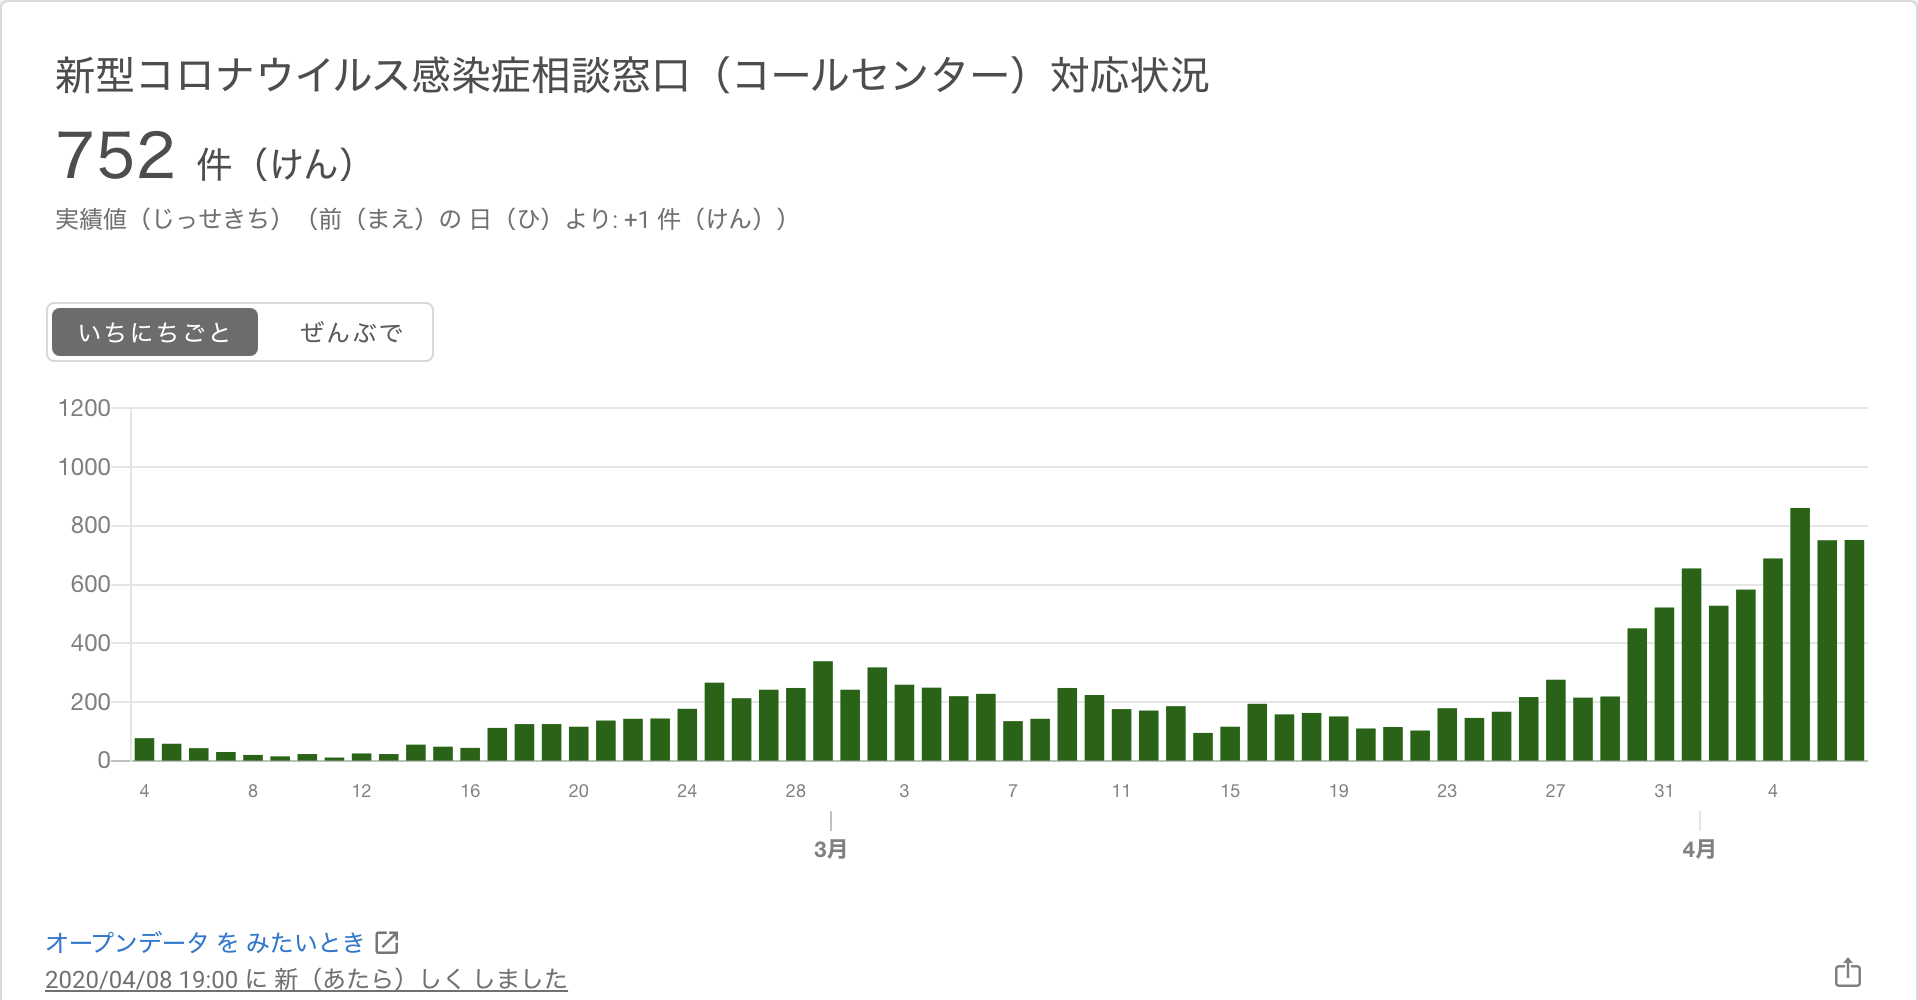 新型コロナウイルス感染症相談窓口（コールセンター）対応状況
752 件（けん）
実績値（じっせきち）（前（まえ）の 日（ひ）より: +1 件（けん））
いちにちごと ぜんぶで
1200
1000
800
600
400
200
0
4 8 12 16 20 24 28 3 7 11 15 19 23 27 31 4
3月 4月
オープンデータ を みたいとき
2020/04/08 19:00 に 新（あたら）しく しました